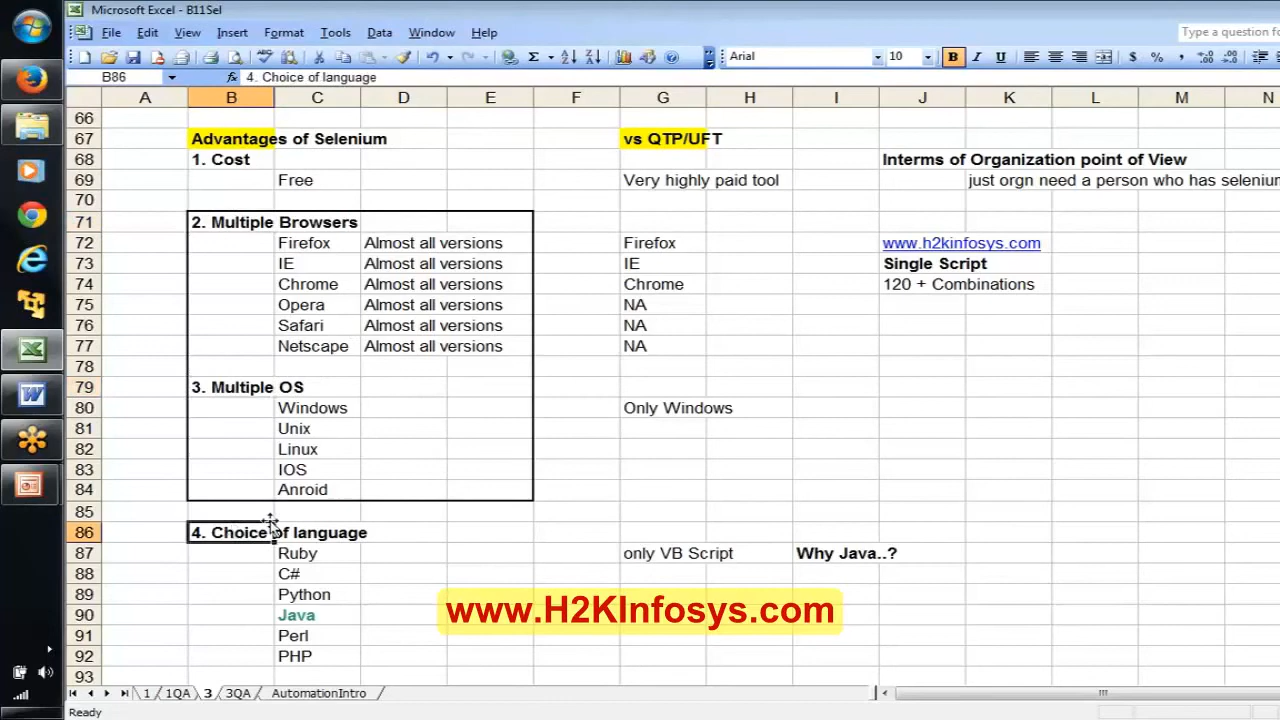 Microsoft Excel - B11Sel
File Edit View Insert Format Tools Data Window Help
Type a question fo
Arial 10 B I U $ % ,
B86 fx 4. Choice of language
A B C D E F G H I J K L M N
66
67 Advantages of Selenium vs QTP/UFT
68 1. Cost Interms of Organization point of View
69 Free Very highly paid tool just orgn need a person who has selenium
70
71 2. Multiple Browsers
72 Firefox Almost all versions Firefox www.h2kinfosys.com
73 IE Almost all versions IE Single Script
74 Chrome Almost all versions Chrome 120 + Combinations
75 Opera Almost all versions NA
76 Safari Almost all versions NA
77 Netscape Almost all versions NA
78
79 3. Multiple OS
80 Windows Only Windows
81 Unix
82 Linux
83 IOS
84 Anroid
85
86 4. Choice of language
87 Ruby only VB Script Why Java..?
88 C#
89 Python
90 Java
www.H2KInfosys.com
91 Perl
92 PHP
93
1 1QA 3 3QA AutomationIntro
Ready